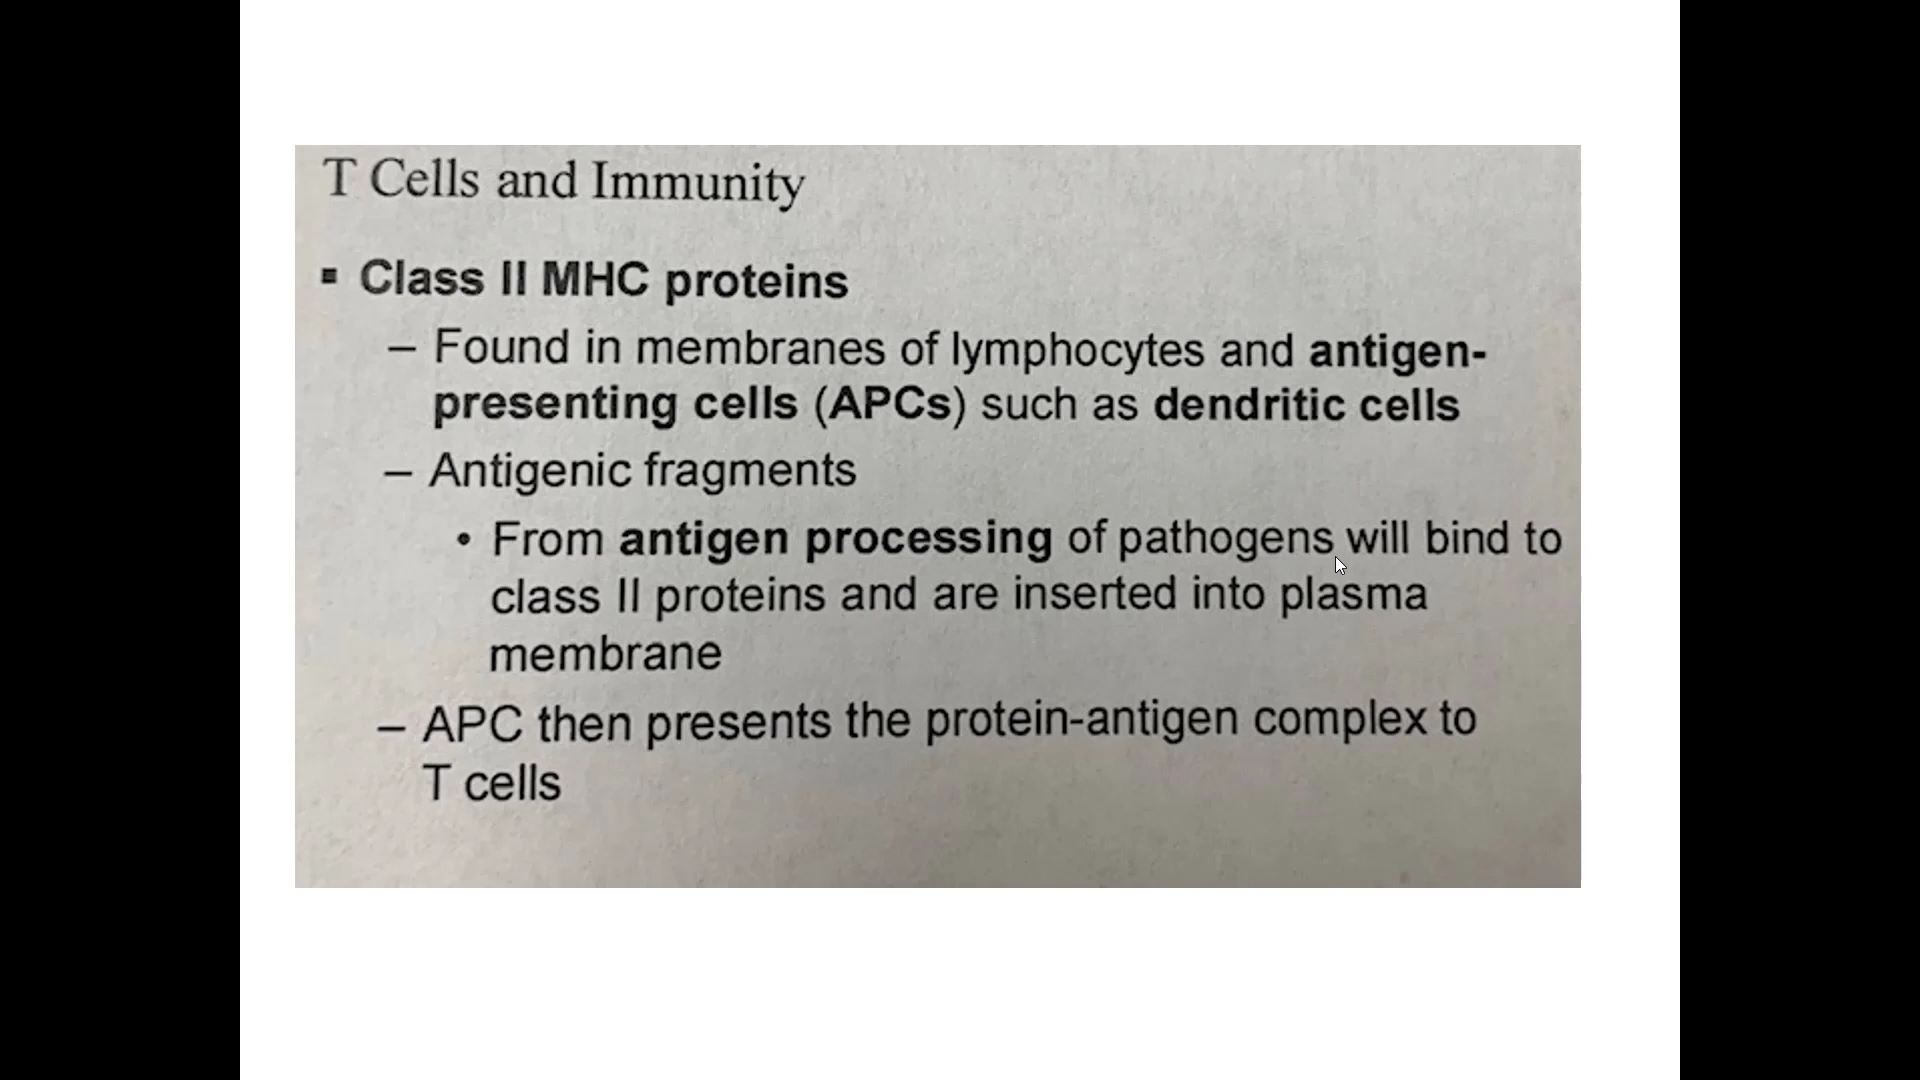 T Cells and Immunity
▪ Class II MHC proteins
– Found in membranes of lymphocytes and antigen-
presenting cells (APCs) such as dendritic cells
– Antigenic fragments
• From antigen processing of pathogens will bind to
class II proteins and are inserted into plasma
membrane
– APC then presents the protein-antigen complex to
T cells